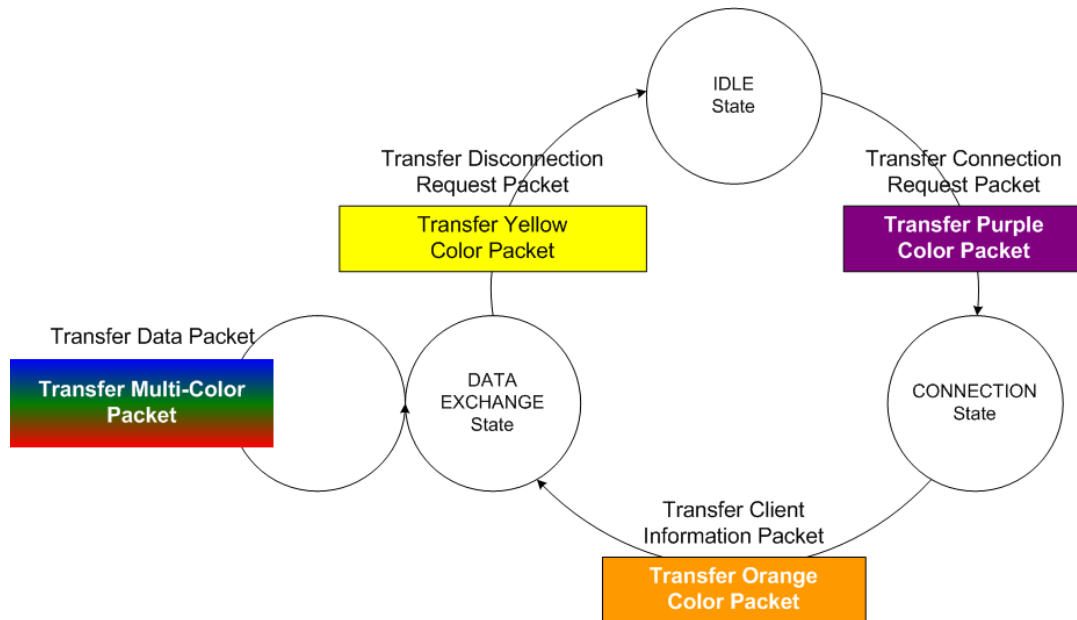 IDLE
State
Transfer Disconnection
Request Packet
Transfer Connection
Request Packet
Transfer Yellow
Color Packet
Transfer Purple
Color Packet
Transfer Data Packet
Transfer Multi-Color
Packet
DATA
EXCHANGE
State
CONNECTION
State
Transfer Client
Information Packet
Transfer Orange
Color Packet